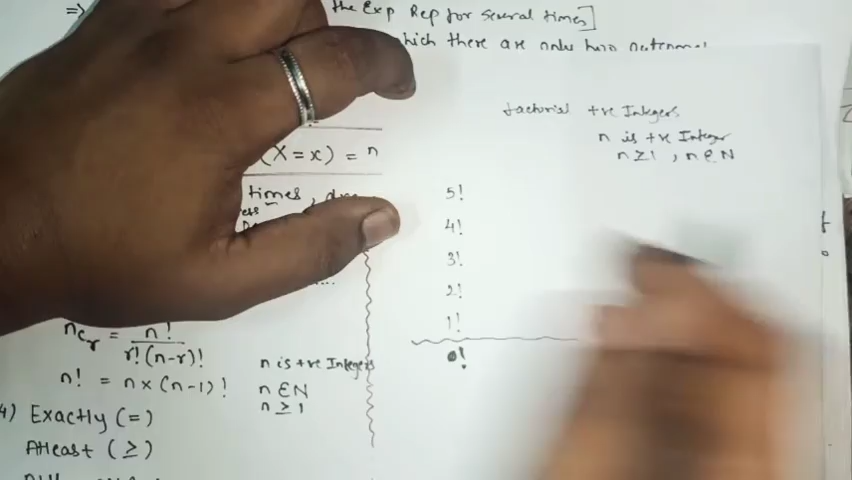 ⇒ the Exp Rep for several times]
which there are only two outcomes
factorial +ve Integers
n is +ve Integer
n ≥ 1 , n ∈ N
(X = x) = n
times,
5!
4!
3!
2!
1!
0!
nCr = n! / r! (n-r)!
n! = n × (n-1)!
n is +ve Integers
n ∈ N
n ≥ 1
4) Exactly (=)
Atleast (≥)